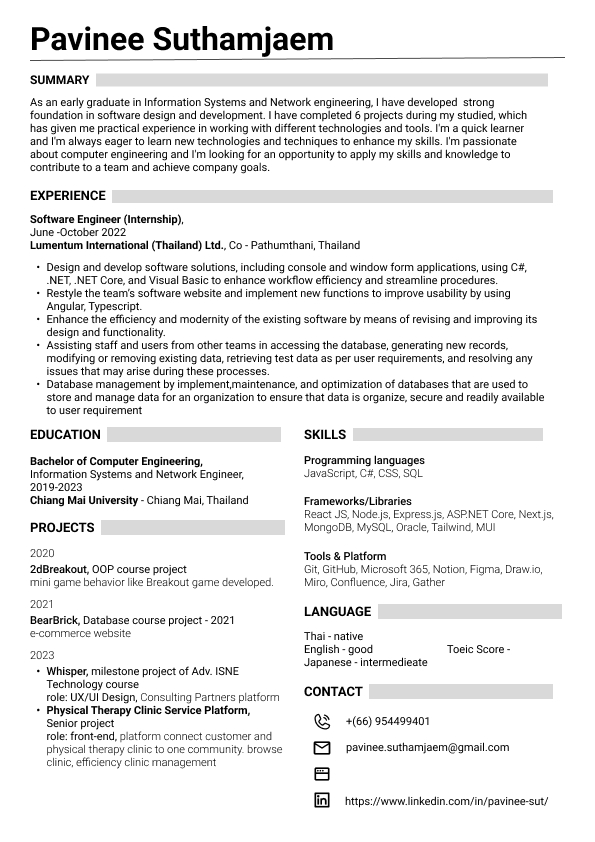 Pavinee Suthamjaem
SUMMARY
As an early graduate in Information Systems and Network engineering, I have developed strong
foundation in software design and development. I have completed 6 projects during my studied, which
has given me practical experience in working with different technologies and tools. I'm a quick learner
and I'm always eager to learn new technologies and techniques to enhance my skills. I'm passionate
about computer engineering and I'm looking for an opportunity to apply my skills and knowledge to
contribute to a team and achieve company goals.
EXPERIENCE
Software Engineer (Internship),
June -October 2022
Lumentum International (Thailand) Ltd., Co - Pathumthani, Thailand
• Design and develop software solutions, including console and window form applications, using C#,
.NET, .NET Core, and Visual Basic to enhance workflow efficiency and streamline procedures.
• Restyle the team's software website and implement new functions to improve usability by using
Angular, Typescript.
• Enhance the efficiency and modernity of the existing software by means of revising and improving its
design and functionality.
• Assisting staff and users from other teams in accessing the database, generating new records,
modifying or removing existing data, retrieving test data as per user requirements, and resolving any
issues that may arise during these processes.
• Database management by implement,maintenance, and optimization of databases that are used to
store and manage data for an organization to ensure that data is organize, secure and readily available
to user requirement
EDUCATION
Bachelor of Computer Engineering,
Information Systems and Network Engineer,
2019-2023
Chiang Mai University - Chiang Mai, Thailand
PROJECTS
2020
2dBreakout, OOP course project
mini game behavior like Breakout game developed.
2021
BearBrick, Database course project - 2021
e-commerce website
2023
• Whisper, milestone project of Adv. ISNE
Technology course
role: UX/UI Design, Consulting Partners platform
• Physical Therapy Clinic Service Platform,
Senior project
role: front-end, platform connect customer and
physical therapy clinic to one community. browse
clinic, efficiency clinic management
SKILLS
Programming languages
JavaScript, C#, CSS, SQL
Frameworks/Libraries
React JS, Node.js, Express.js, ASP.NET Core, Next.js,
MongoDB, MySQL, Oracle, Tailwind, MUI
Tools & Platform
Git, GitHub, Microsoft 365, Notion, Figma, Draw.io,
Miro, Confluence, Jira, Gather
LANGUAGE
Thai - native
English - good Toeic Score -
Japanese - intermedieate
CONTACT
+(66) 954499401
pavinee.suthamjaem@gmail.com
https://www.linkedin.com/in/pavinee-sut/